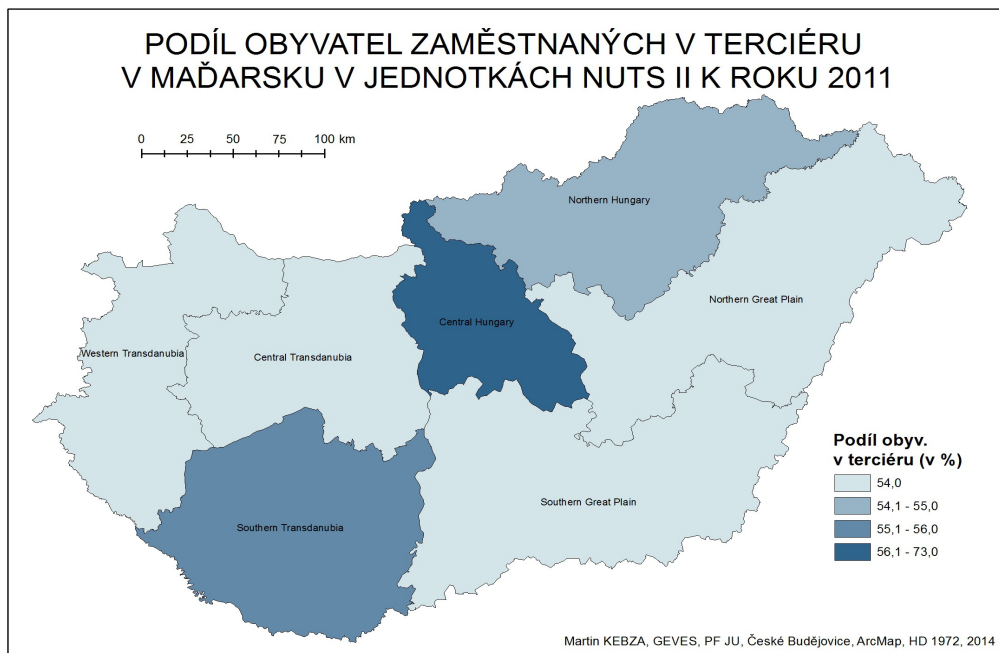 PODÍL OBYVATEL ZAMĚSTNANÝCH V TERCIÉRU
V MAĎARSKU V JEDNOTKÁCH NUTS II K ROKU 2011
0 25 50 75 100 km
Northern Hungary
Northern Great Plain
Central Hungary
Western Transdanubia
Central Transdanubia
Southern Great Plain
Southern Transdanubia
Podíl obyv.
v terciéru (v %)
54,0
54,1 - 55,0
55,1 - 56,0
56,1 - 73,0
Martin KEBZA, GEVES, PF JU, České Budějovice, ArcMap, HD 1972, 2014